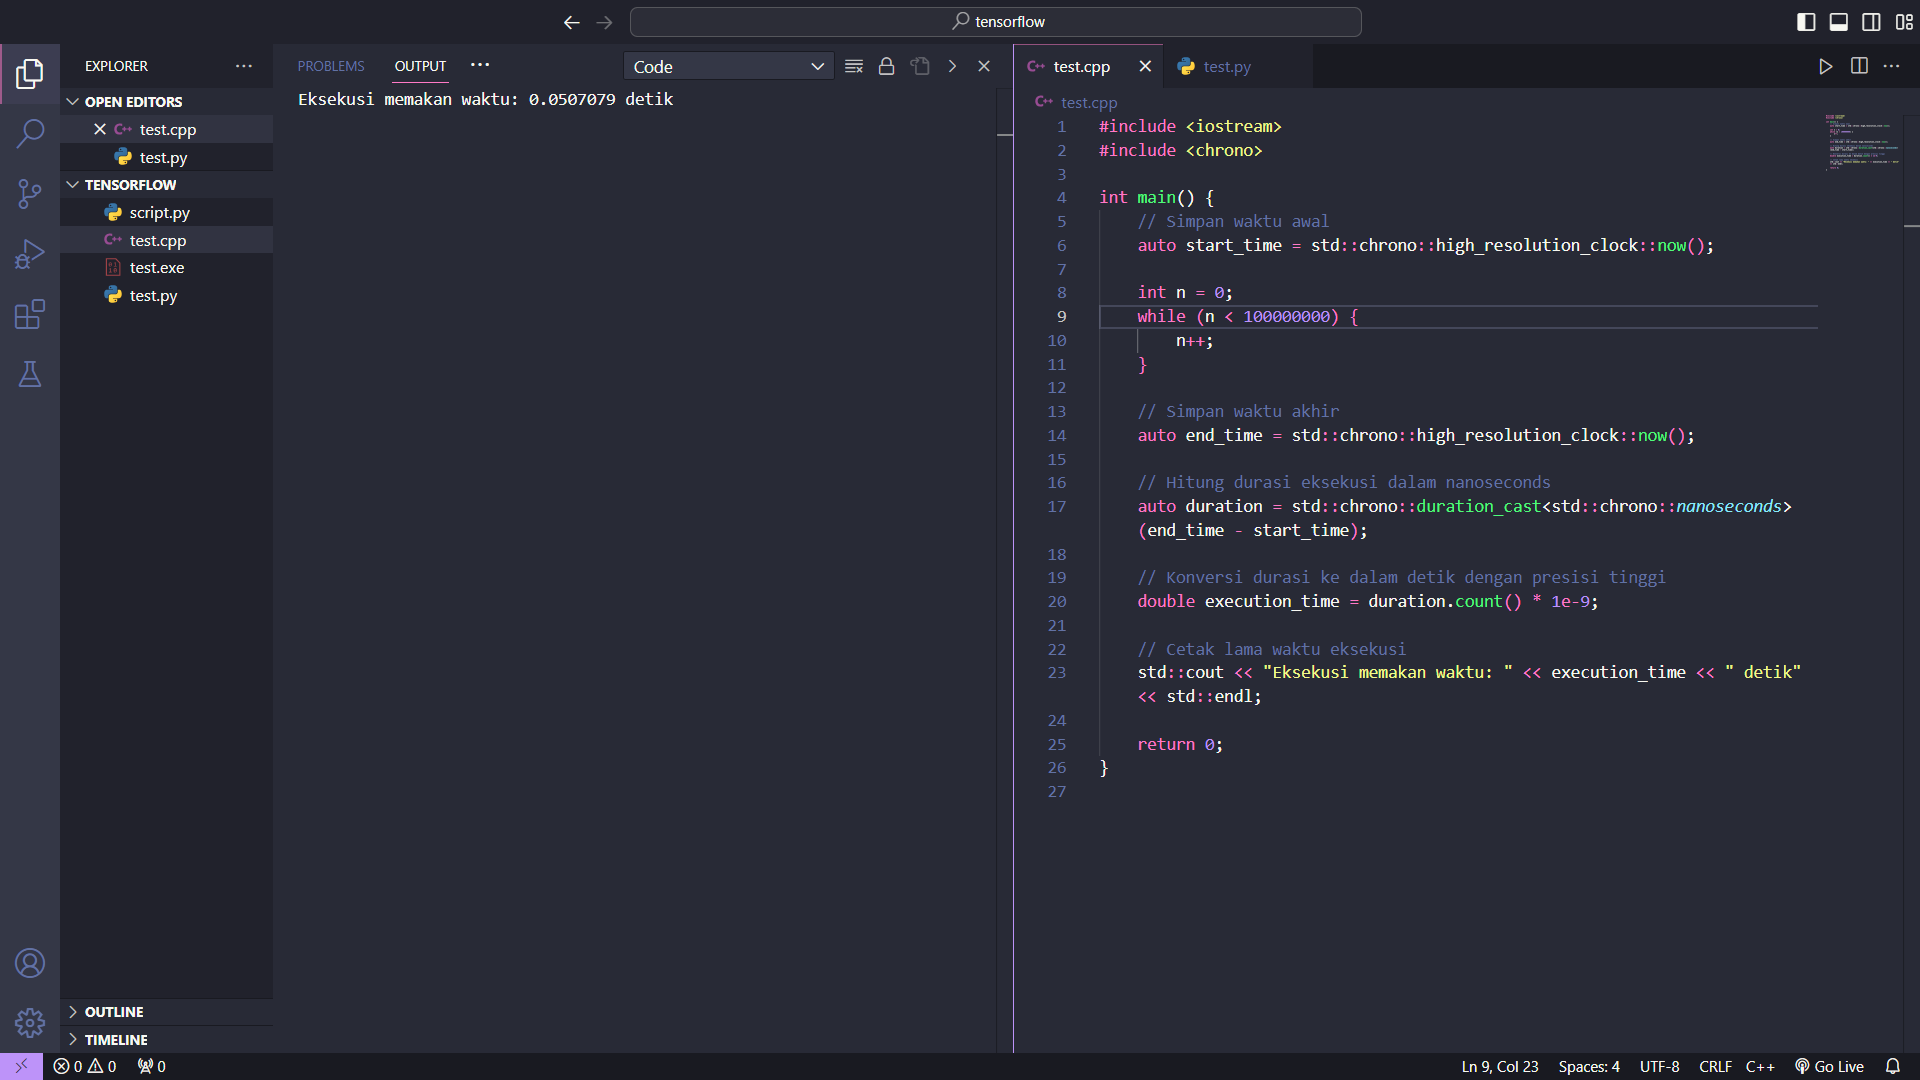 tensorflow
EXPLORER
OPEN EDITORS
test.cpp
test.py
TENSORFLOW
script.py
test.cpp
test.exe
test.py
OUTLINE
TIMELINE
PROBLEMS
OUTPUT
Code
Eksekusi memakan waktu: 0.0507079 detik
test.cpp
test.py
test.cpp
1 #include <iostream>
2 #include <chrono>
3
4 int main() {
5 // Simpan waktu awal
6 auto start_time = std::chrono::high_resolution_clock::now();
7
8 int n = 0;
9 while (n < 100000000) {
10 n++;
11 }
12
13 // Simpan waktu akhir
14 auto end_time = std::chrono::high_resolution_clock::now();
15
16 // Hitung durasi eksekusi dalam nanoseconds
17 auto duration = std::chrono::duration_cast<std::chrono::nanoseconds>
(end_time - start_time);
18
19 // Konversi durasi ke dalam detik dengan presisi tinggi
20 double execution_time = duration.count() * 1e-9;
21
22 // Cetak lama waktu eksekusi
23 std::cout << "Eksekusi memakan waktu: " << execution_time << " detik"
<< std::endl;
24
25 return 0;
26 }
27
0 0 0
Ln 9, Col 23 Spaces: 4 UTF-8 CRLF C++ Go Live